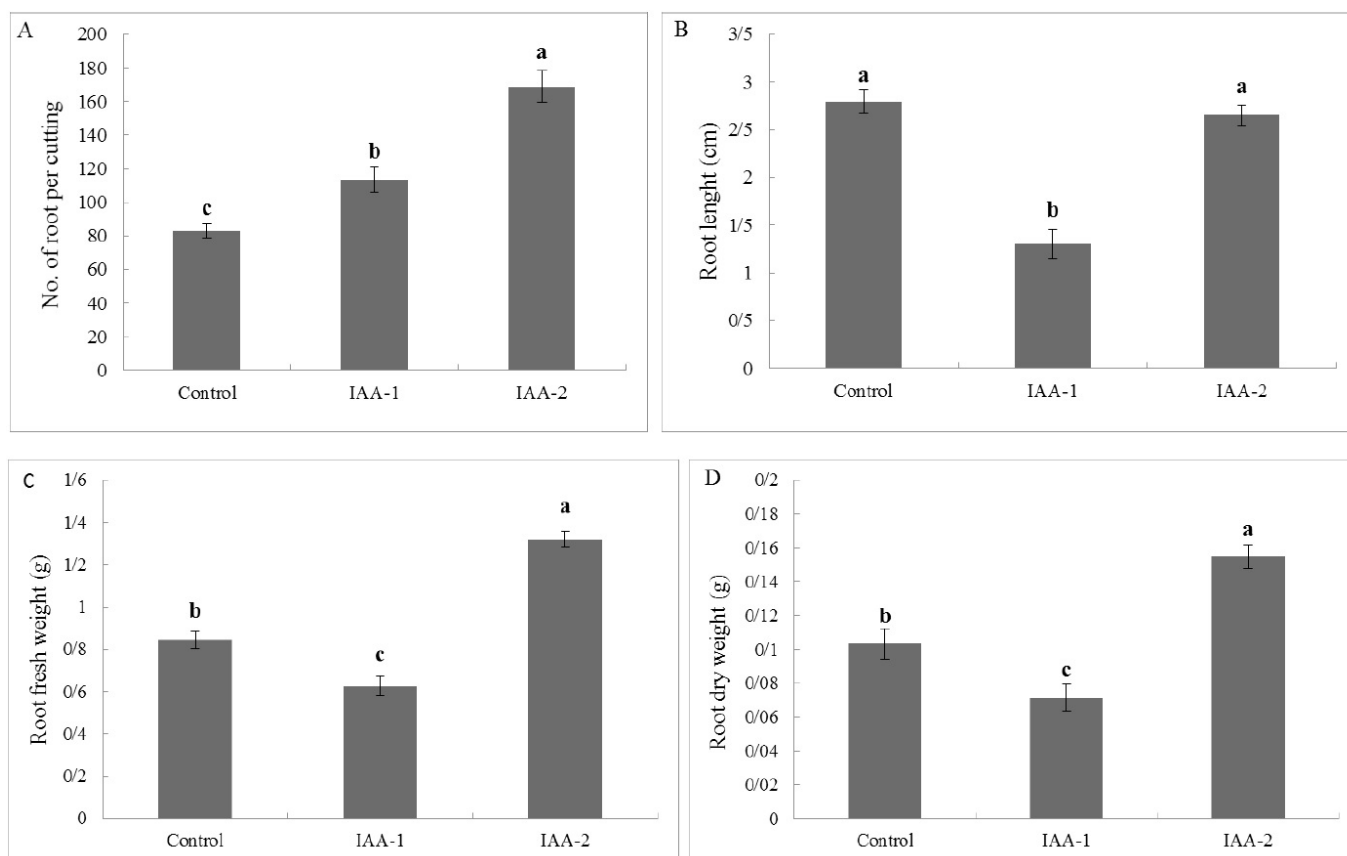 A
No. of root per cutting
200
180
160
140
120
100
80
60
40
20
0
c
b
a
Control IAA-1 IAA-2
B
Root lenght (cm)
3/5
3
2/5
2
1/5
1
0/5
0
a
b
a
Control IAA-1 IAA-2
C
Root fresh weight (g)
1/6
1/4
1/2
1
0/8
0/6
0/4
0/2
0
b
c
a
Control IAA-1 IAA-2
D
Root dry weight (g)
0/2
0/18
0/16
0/14
0/12
0/1
0/08
0/06
0/04
0/02
0
b
c
a
Control IAA-1 IAA-2